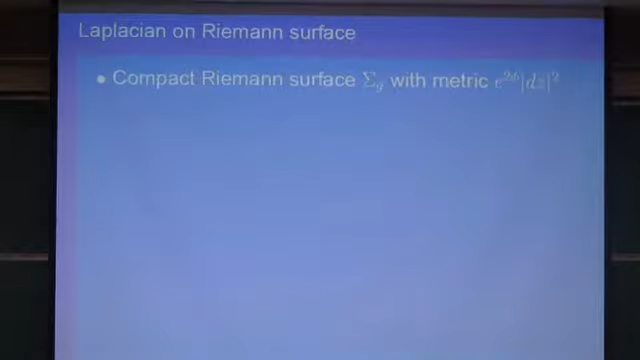 Laplacian on Riemann surface
• Compact Riemann surface Σ_g with metric e^{2ϕ}|dz|²